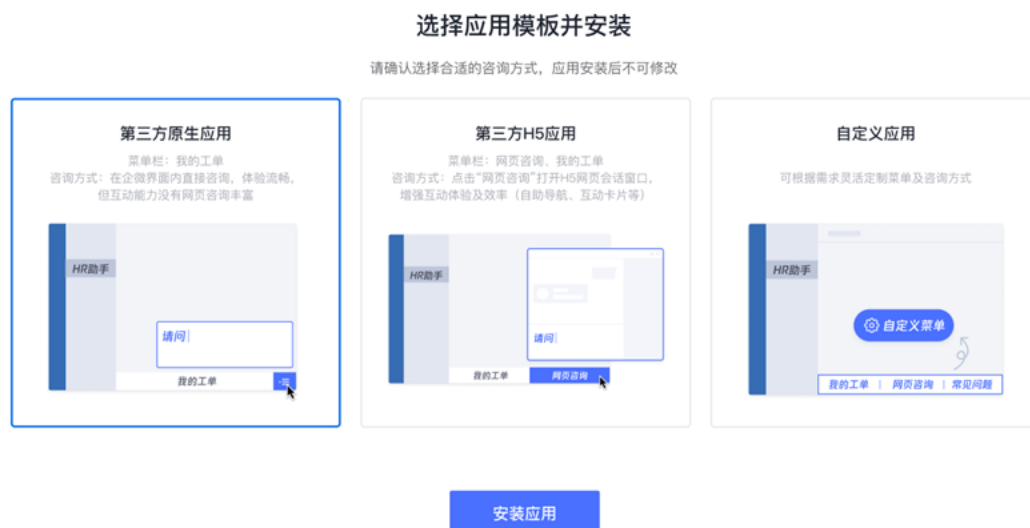 选择应用模板并安装
请确认选择合适的咨询方式，应用安装后不可修改
第三方原生应用
菜单栏：我的工单
咨询方式：在企微界面内直接咨询，体验流畅，
但互动能力没有网页咨询丰富
HR助手
请问
我的工单
第三方H5应用
菜单栏：网页咨询、我的工单
咨询方式：点击“网页咨询”打开H5网页会话窗口，
增强互动体验及效率（自助导航、互动卡片等）
HR助手
请问
我的工单
网页咨询
自定义应用
可根据需求灵活定制菜单及咨询方式
HR助手
自定义菜单
我的工单 | 网页咨询 | 常见问题
安装应用